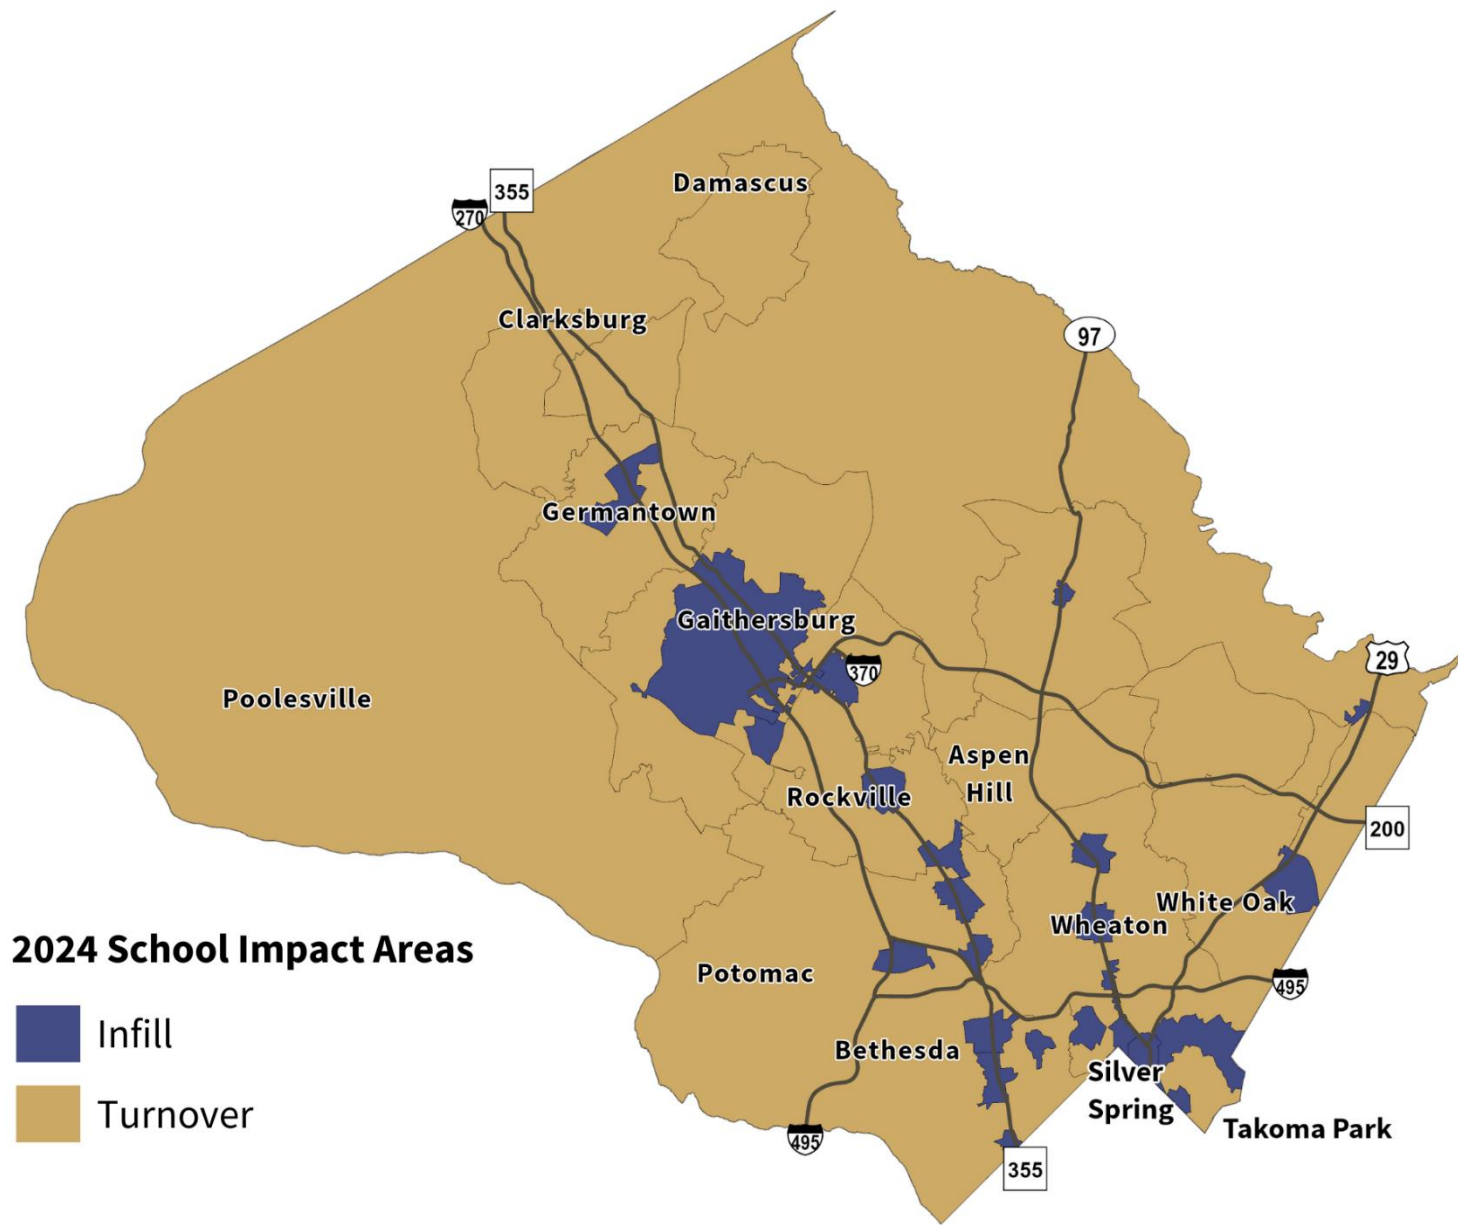 Damascus
355
270
Clarksburg
97
Germantown
Gaithersburg
370
29
Poolesville
Aspen
Hill
Rockville
200
White Oak
Wheaton
2024 School Impact Areas
Potomac
495
Infill
Bethesda
Silver
Spring
Turnover
Takoma Park
495
355